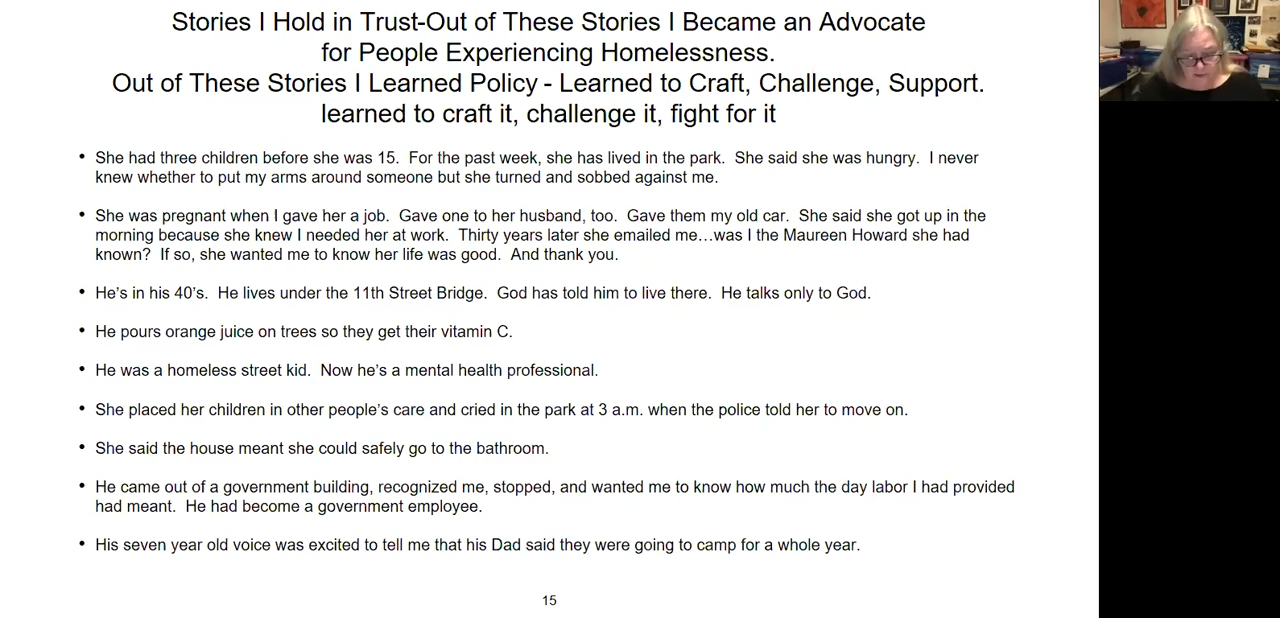 Stories I Hold in Trust-Out of These Stories I Became an Advocate
for People Experiencing Homelessness.
Out of These Stories I Learned Policy - Learned to Craft, Challenge, Support.
learned to craft it, challenge it, fight for it
• She had three children before she was 15.  For the past week, she has lived in the park.  She said she was hungry.  I never
knew whether to put my arms around someone but she turned and sobbed against me.
• She was pregnant when I gave her a job.  Gave one to her husband, too.  Gave them my old car.  She said she got up in the
morning because she knew I needed her at work.  Thirty years later she emailed me…was I the Maureen Howard she had
known?  If so, she wanted me to know her life was good.  And thank you.
• He’s in his 40’s.  He lives under the 11th Street Bridge.  God has told him to live there.  He talks only to God.
• He pours orange juice on trees so they get their vitamin C.
• He was a homeless street kid.  Now he’s a mental health professional.
• She placed her children in other people’s care and cried in the park at 3 a.m. when the police told her to move on.
• She said the house meant she could safely go to the bathroom.
• He came out of a government building, recognized me, stopped, and wanted me to know how much the day labor I had provided
had meant.  He had become a government employee.
• His seven year old voice was excited to tell me that his Dad said they were going to camp for a whole year.
15